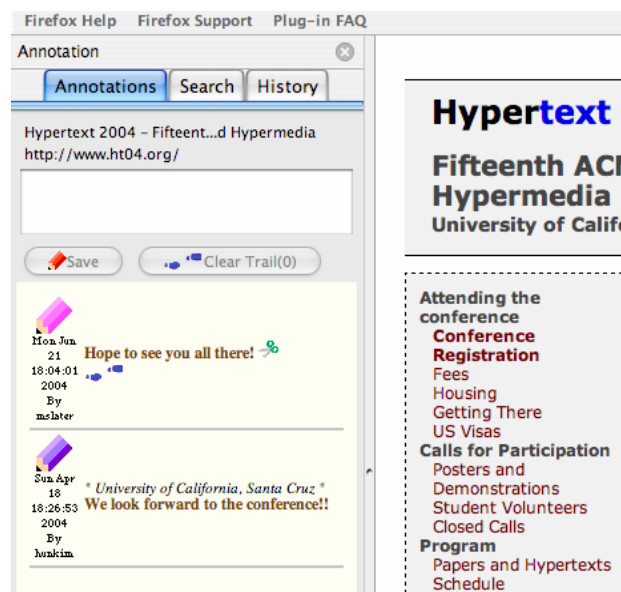 Firefox Help Firefox Support Plug-in FAQ
Annotation
Annotations Search History
Hypertext 2004 – Fifteent...d Hypermedia
http://www.ht04.org/
Save Clear Trail(0)
Mon Jun
21
18:04:01
2004
By
mslater
Hope to see you all there!
Sun Apr
18
18:26:53
2004
By
hunkim
" University of California, Santa Cruz "
We look forward to the conference!!
Hypertext
Fifteenth ACM
Hypermedia
University of Califo
Attending the
conference
Conference
Registration
Fees
Housing
Getting There
US Visas
Calls for Participation
Posters and
Demonstrations
Student Volunteers
Closed Calls
Program
Papers and Hypertexts
Schedule